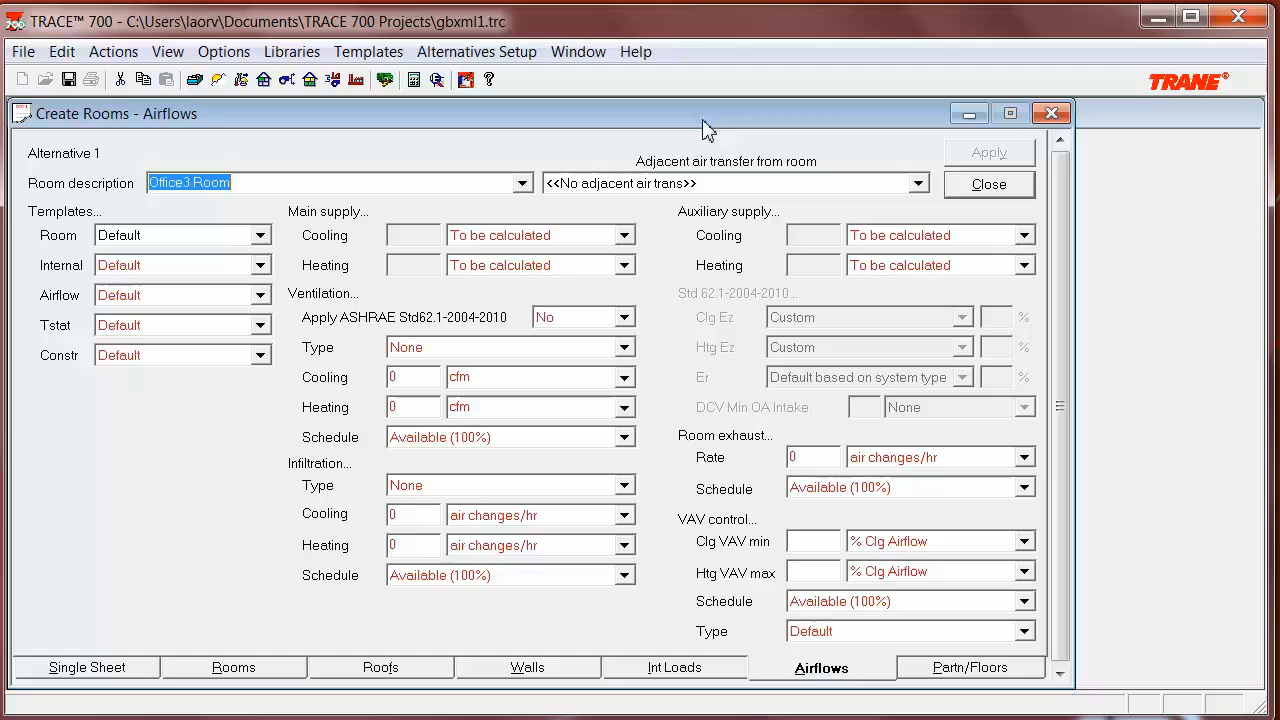 TRACE™ 700 - C:\Users\laorv\Documents\TRACE 700 Projects\gbxml1.trc
File Edit Actions View Options Libraries Templates Alternatives Setup Window Help
TRANE®
Create Rooms - Airflows
Alternative 1
Adjacent air transfer from room
Apply
Room description Office3 Room <<No adjacent air trans>> Close
Templates... Main supply... Auxiliary supply...
Room Default Cooling To be calculated Cooling To be calculated
Internal Default Heating To be calculated Heating To be calculated
Airflow Default Ventilation... Std 62.1-2004-2010...
Apply ASHRAE Std62.1-2004-2010 No Clg Ez Custom %
Tstat Default
Type None Htg Ez Custom %
Constr Default
Cooling 0 cfm Er Default based on system type %
Heating 0 cfm DCV Min OA Intake None
Schedule Available (100%) Room exhaust...
Rate 0 air changes/hr
Infiltration...
Type None Schedule Available (100%)
Cooling 0 air changes/hr VAV control...
Heating 0 air changes/hr Clg VAV min % Clg Airflow
Schedule Available (100%) Htg VAV max % Clg Airflow
Schedule Available (100%)
Type Default
Single Sheet Rooms Roofs Walls Int Loads Airflows Partn/Floors